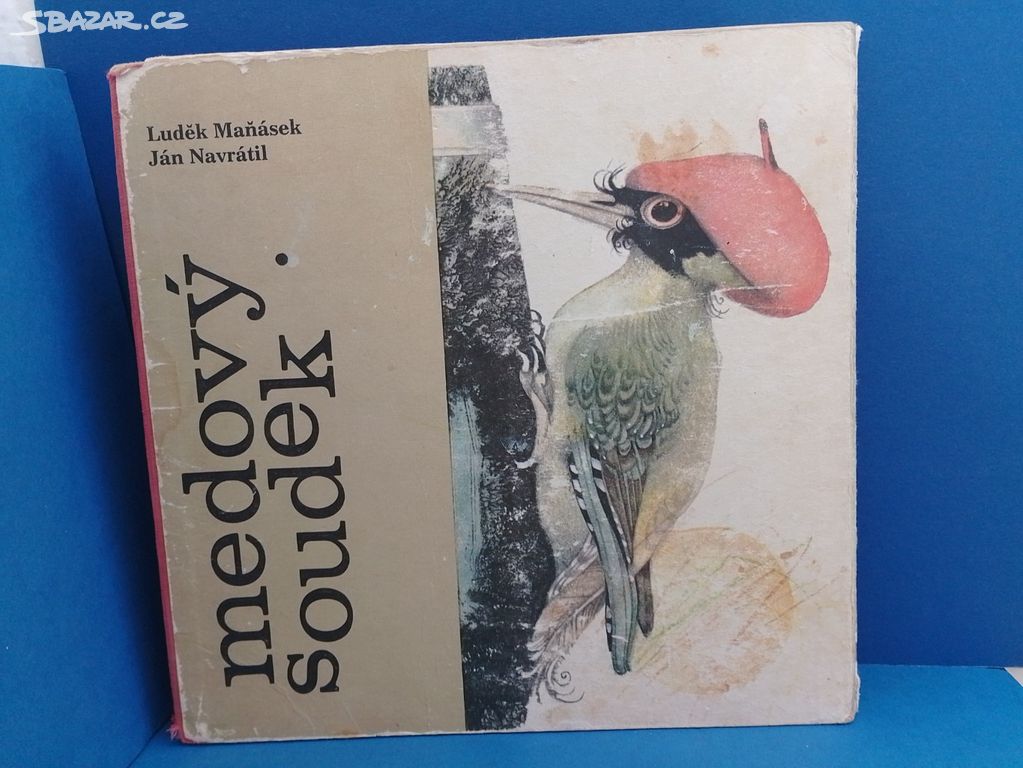 SBAZAR.CZ
Luděk Maňásek
Ján Navrátil
medový
soudek